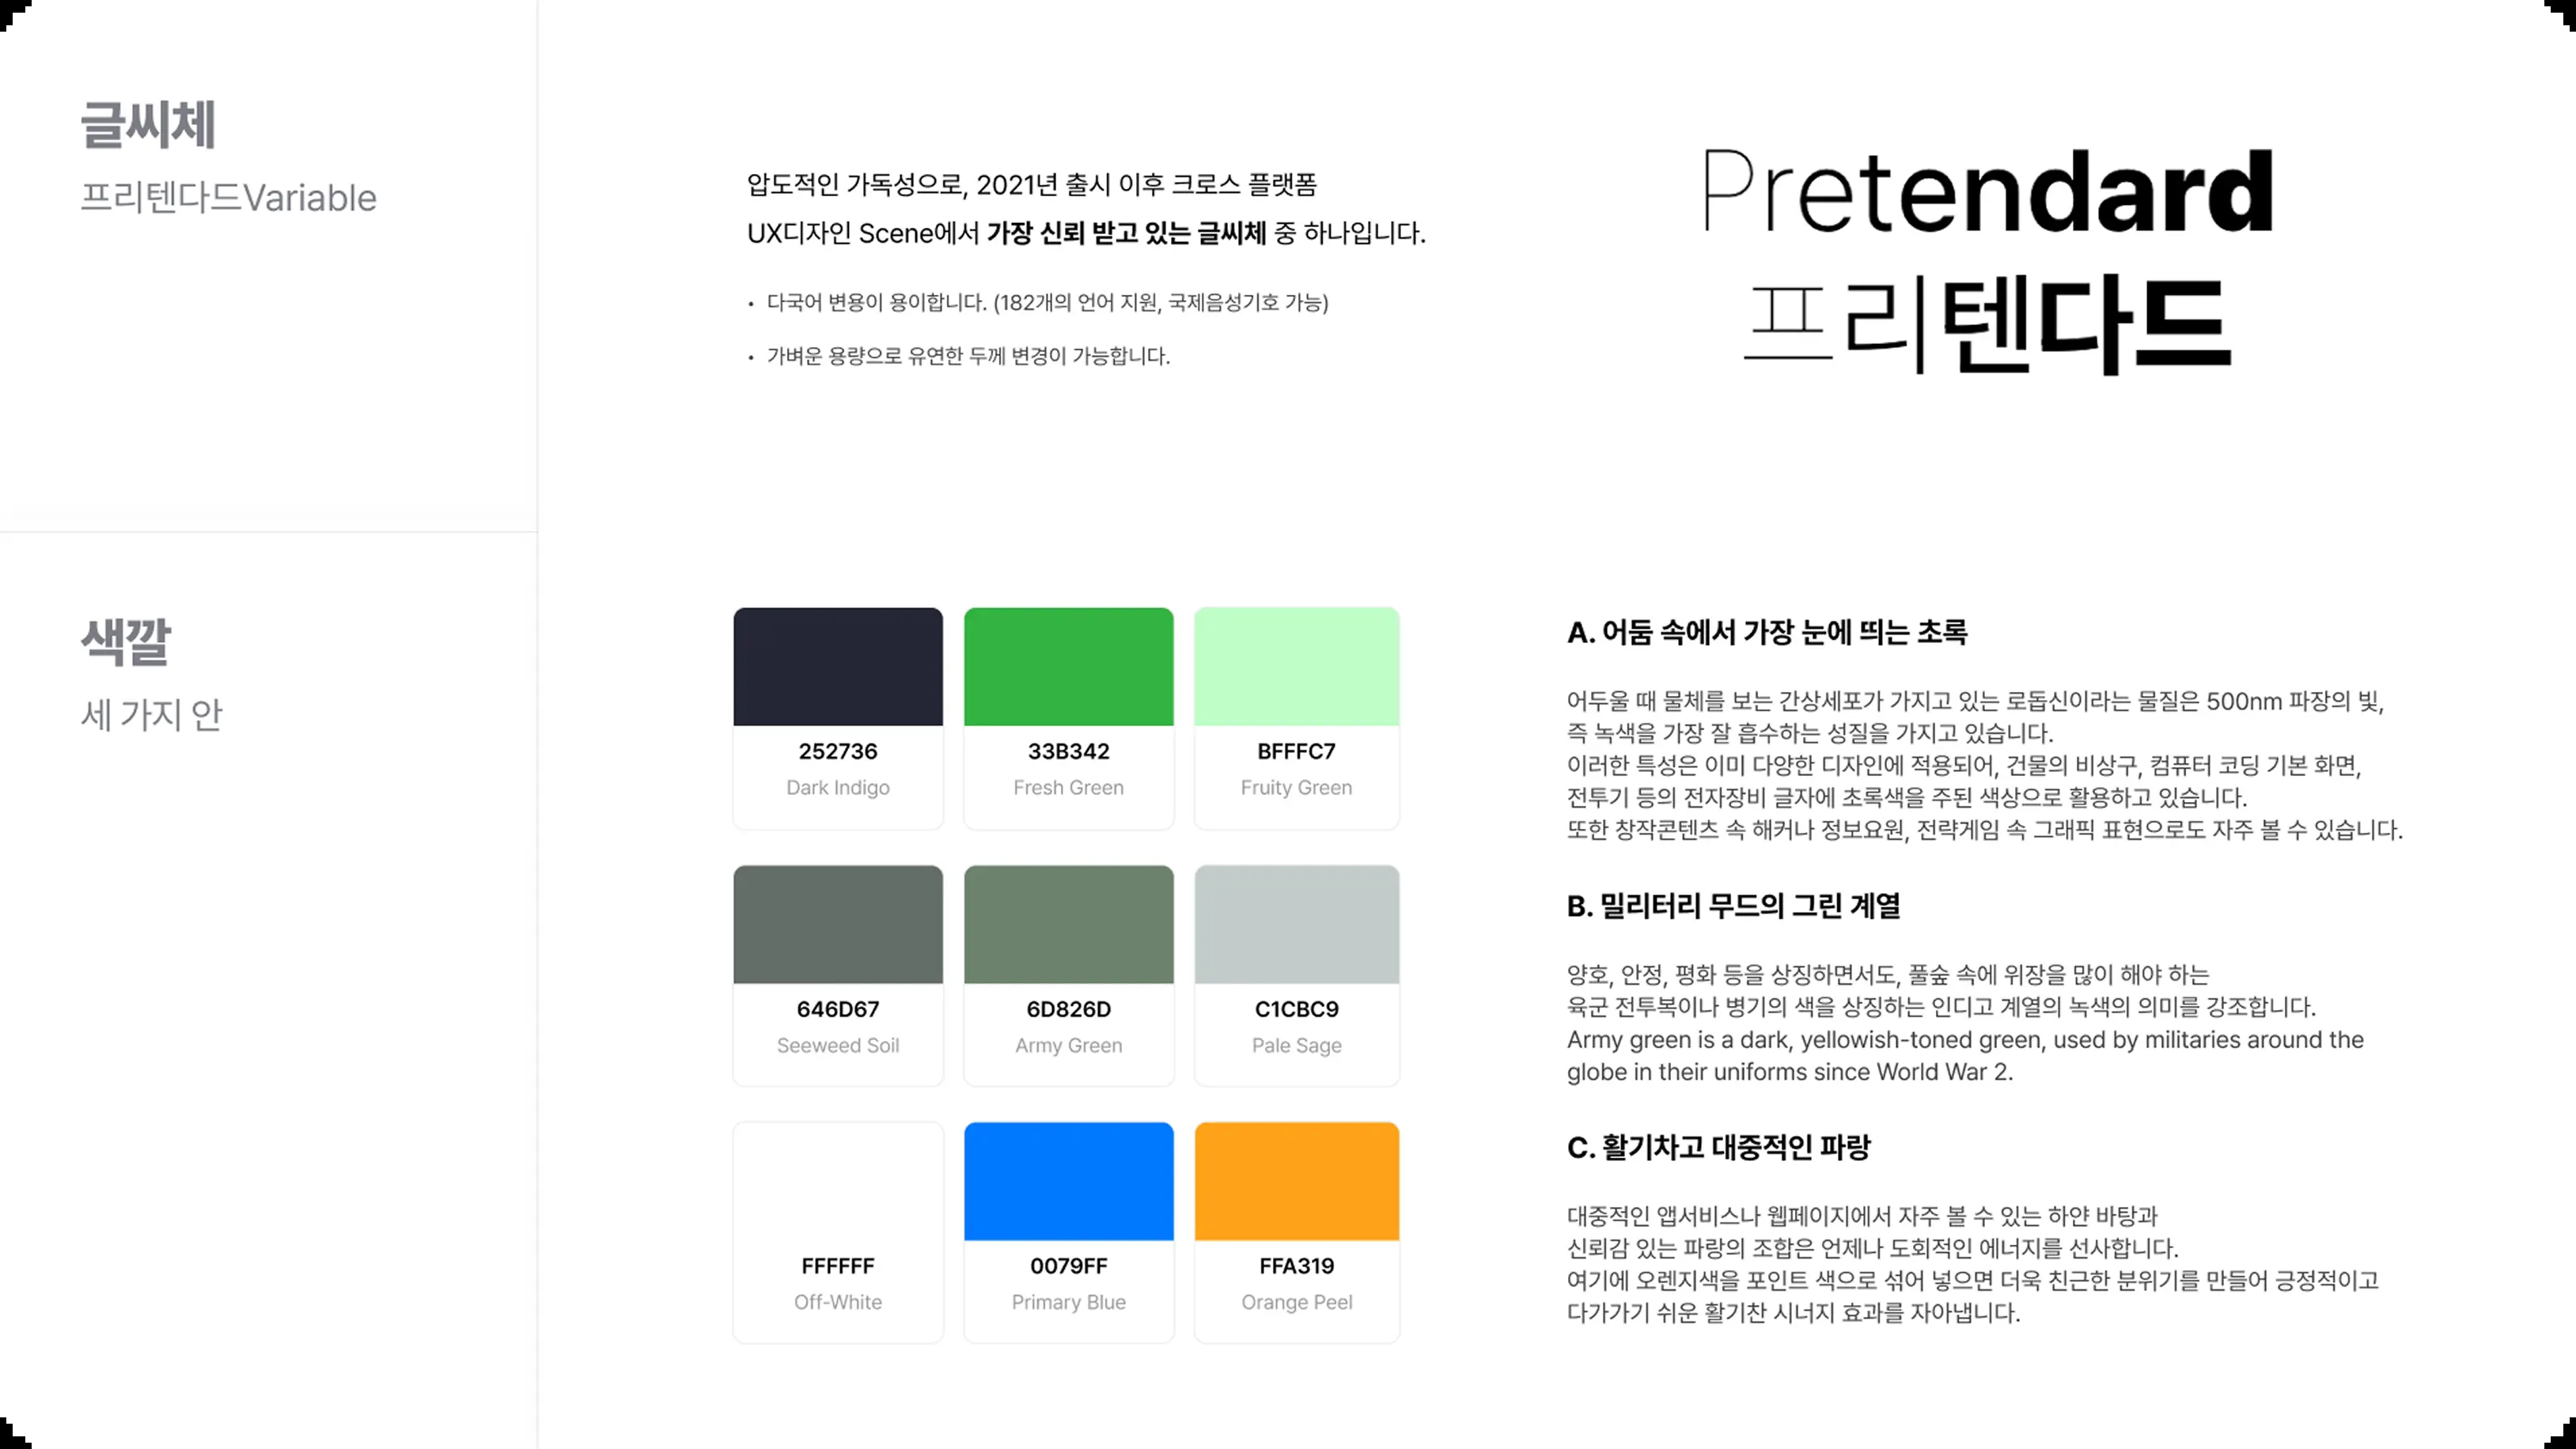 글씨체
프리텐다드Variable
압도적인 가독성으로, 2021년 출시 이후 크로스 플랫폼
UX디자인 Scene에서 가장 신뢰 받고 있는 글씨체 중 하나입니다.
• 다국어 변용이 용이합니다. (182개의 언어 지원, 국제음성기호 가능)
• 가벼운 용량으로 유연한 두께 변경이 가능합니다.
Pretendard
프리텐다드
색깔
세 가지 안
252736
Dark Indigo
33B342
Fresh Green
BFFFC7
Fruity Green
646D67
Seeweed Soil
6D826D
Army Green
C1CBC9
Pale Sage
FFFFFF
Off-White
0079FF
Primary Blue
FFA319
Orange Peel
A. 어둠 속에서 가장 눈에 띄는 초록
어두울 때 물체를 보는 간상세포가 가지고 있는 로돕신이라는 물질은 500nm 파장의 빛,
즉 녹색을 가장 잘 흡수하는 성질을 가지고 있습니다.
이러한 특성은 이미 다양한 디자인에 적용되어, 건물의 비상구, 컴퓨터 코딩 기본 화면,
전투기 등의 전자장비 글자에 초록색을 주된 색상으로 활용하고 있습니다.
또한 창작콘텐츠 속 해커나 정보요원, 전략게임 속 그래픽 표현으로도 자주 볼 수 있습니다.
B. 밀리터리 무드의 그린 계열
양호, 안정, 평화 등을 상징하면서도, 풀숲 속에 위장을 많이 해야 하는
육군 전투복이나 병기의 색을 상징하는 인디고 계열의 녹색의 의미를 강조합니다.
Army green is a dark, yellowish-toned green, used by militaries around the
globe in their uniforms since World War 2.
C. 활기차고 대중적인 파랑
대중적인 앱서비스나 웹페이지에서 자주 볼 수 있는 하얀 바탕과
신뢰감 있는 파랑의 조합은 언제나 도회적인 에너지를 선사합니다.
여기에 오렌지색을 포인트 색으로 섞어 넣으면 더욱 친근한 분위기를 만들어 긍정적이고
다가가기 쉬운 활기찬 시너지 효과를 자아냅니다.